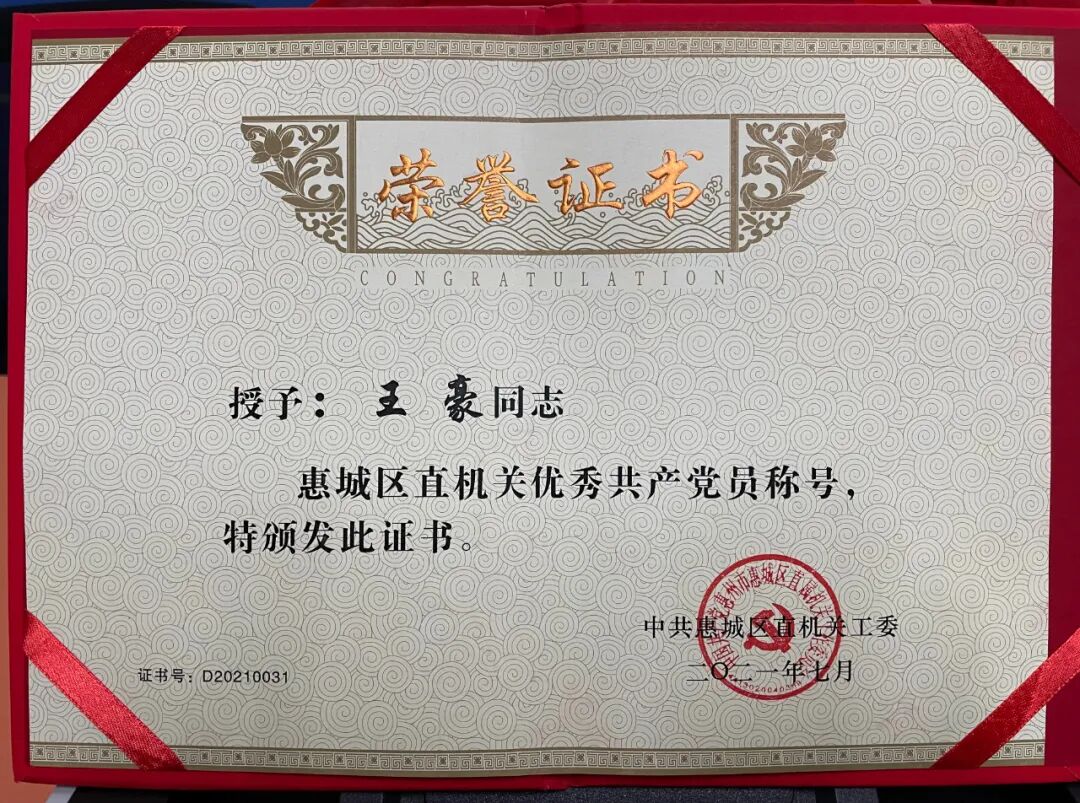 荣誉证书
CONGRATULATION
授予：王 豪同志
惠城区直机关优秀共产党员称号，
特颁发此证书。
中共惠城区直机关工委
二〇二一年七月
证书号：D20210031